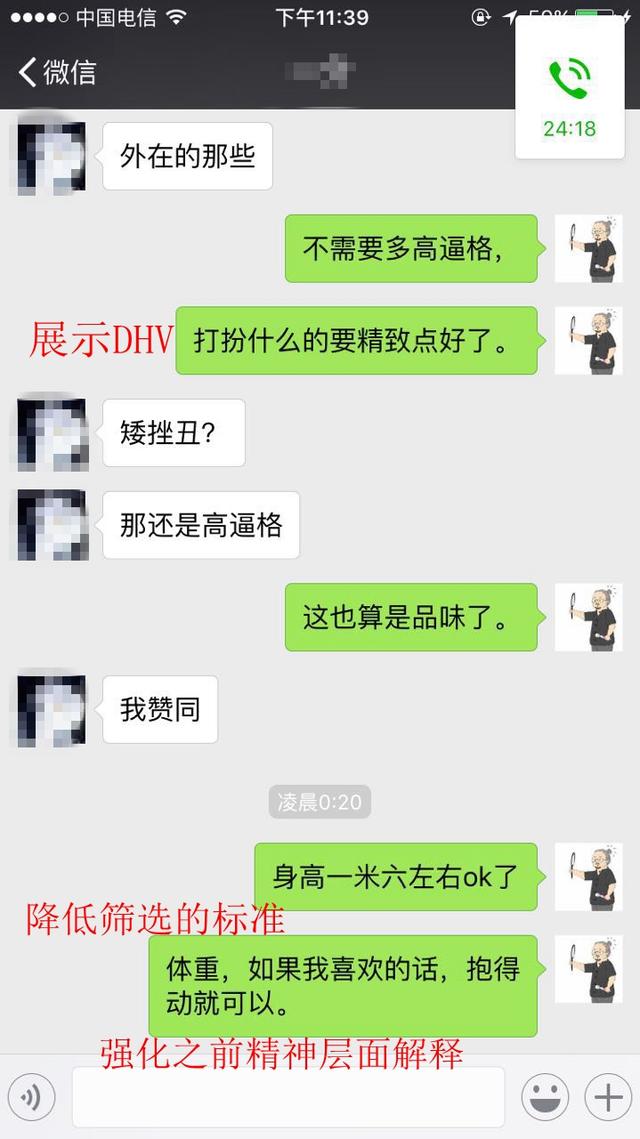 中国电信
下午11:39
59%
微信
24:18
外在的那些
不需要多高逼格,
展示DHV
打扮什么的要精致点好了。
矮挫丑？
那还是高逼格
这也算是品味了。
我赞同
凌晨0:20
身高一米六左右ok了
降低筛选的标准
体重，如果我喜欢的话，抱得
动就可以。
强化之前精神层面解释